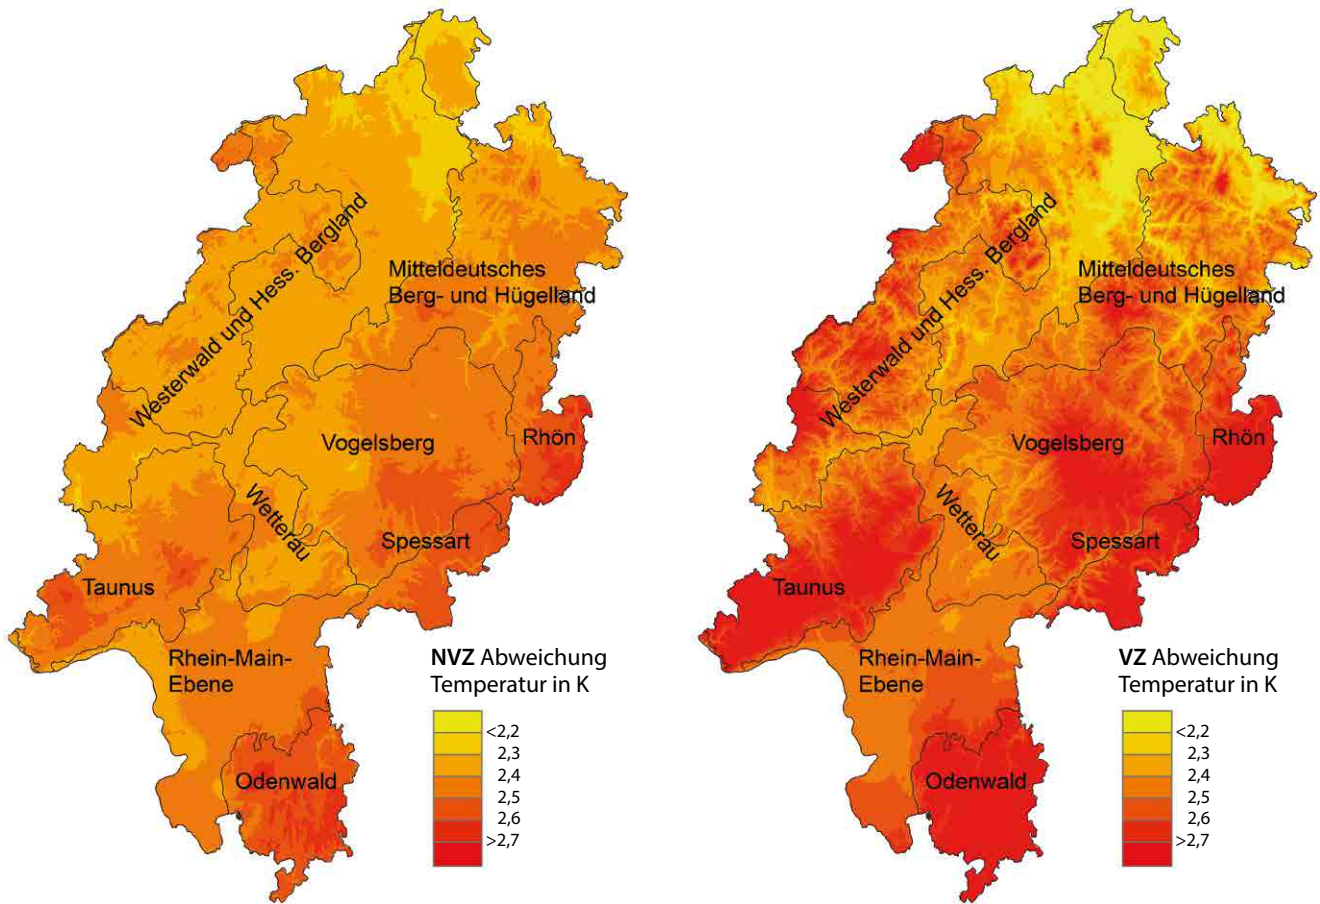 Westerwald und Hess. Bergland
Mitteldeutsches
Berg- und Hügelland
Vogelsberg
Rhön
Wetterau
Spessart
Taunus
Rhein-Main-
Ebene
Odenwald
NVZ Abweichung
Temperatur in K
<2,2
2,3
2,4
2,5
2,6
>2,7
Westerwald und Hess. Bergland
Mitteldeutsches
Berg- und Hügelland
Vogelsberg
Rhön
Wetterau
Spessart
Taunus
Rhein-Main-
Ebene
Odenwald
VZ Abweichung
Temperatur in K
<2,2
2,3
2,4
2,5
2,6
>2,7